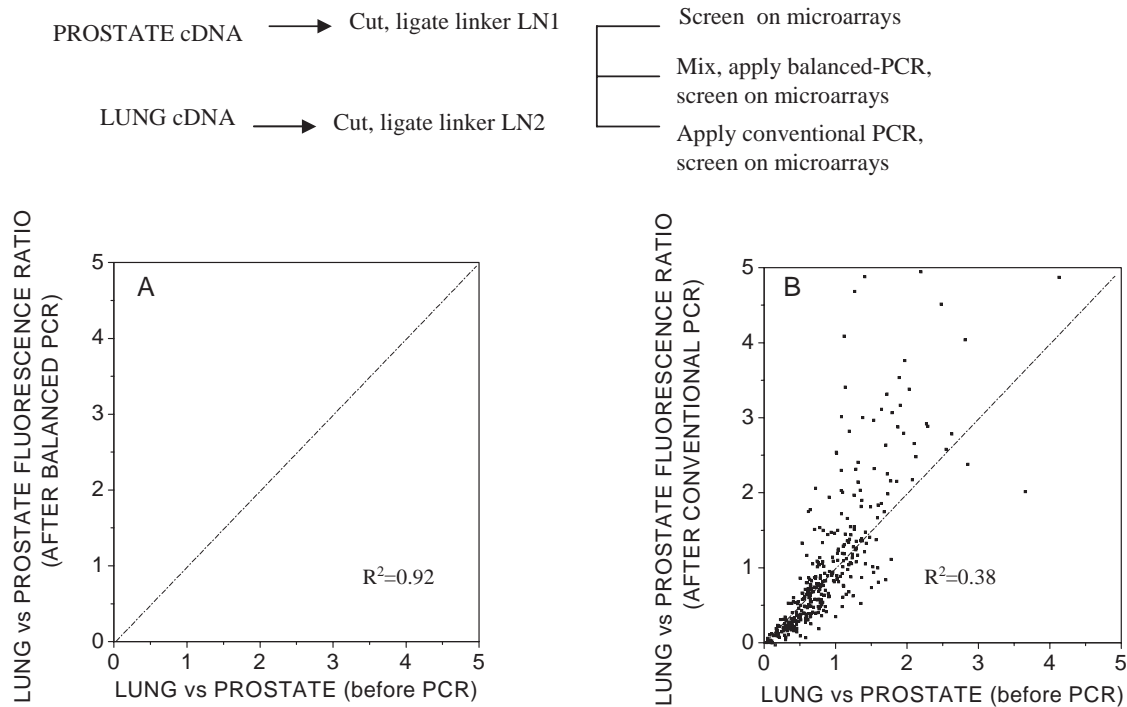 PROSTATE cDNA
Cut, ligate linker LN1
LUNG cDNA
Cut, ligate linker LN2
Screen on microarrays
Mix, apply balanced-PCR,
screen on microarrays
Apply conventional PCR,
screen on microarrays
LUNG vs PROSTATE FLUORESCENCE RATIO
(AFTER BALANCED PCR)
A
5
4
3
2
1
0
R²=0.92
0 1 2 3 4 5
LUNG vs PROSTATE (before PCR)
LUNG vs PROSTATE FLUORESCENCE RATIO
(AFTER CONVENTIONAL PCR)
B
5
4
3
2
1
0
R²=0.38
0 1 2 3 4 5
LUNG vs PROSTATE (before PCR)